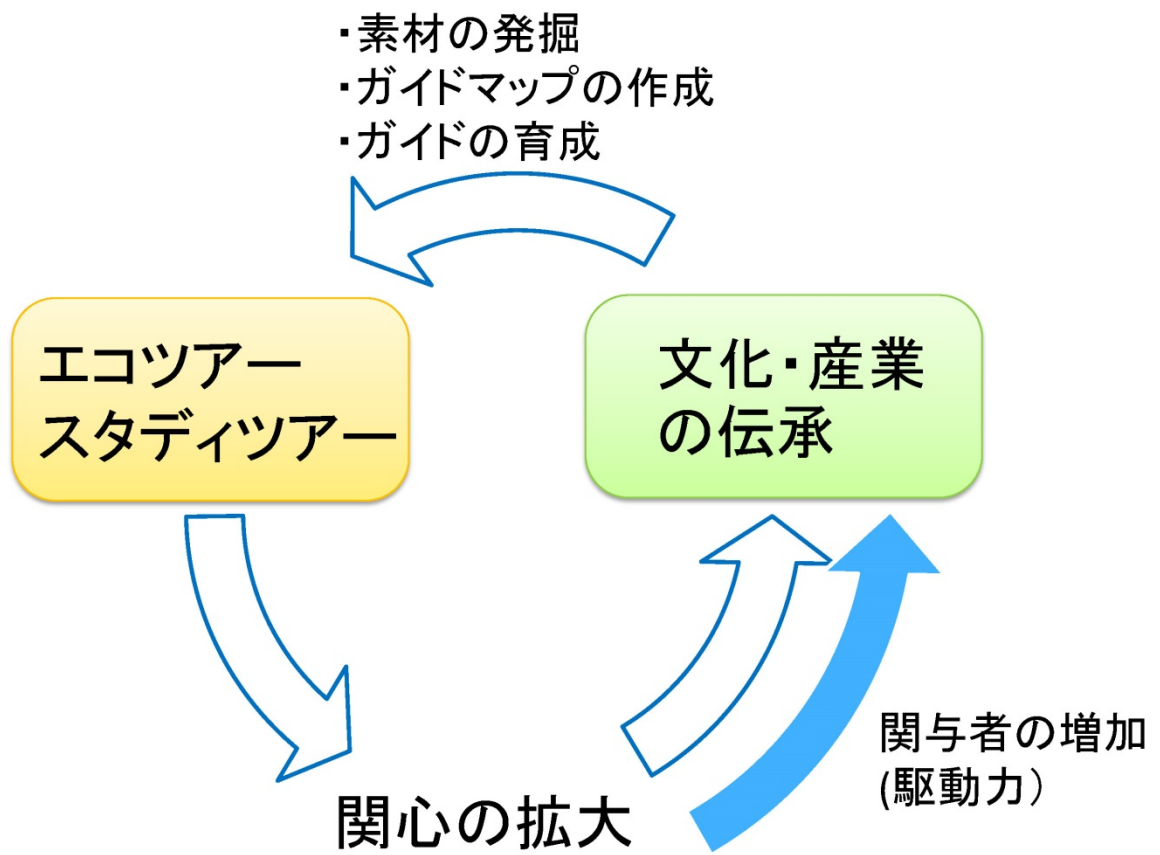 ・素材の発掘
・ガイドマップの作成
・ガイドの育成
エコツアー
スタディツアー
文化・産業
の伝承
関与者の増加
(駆動力）
関心の拡大